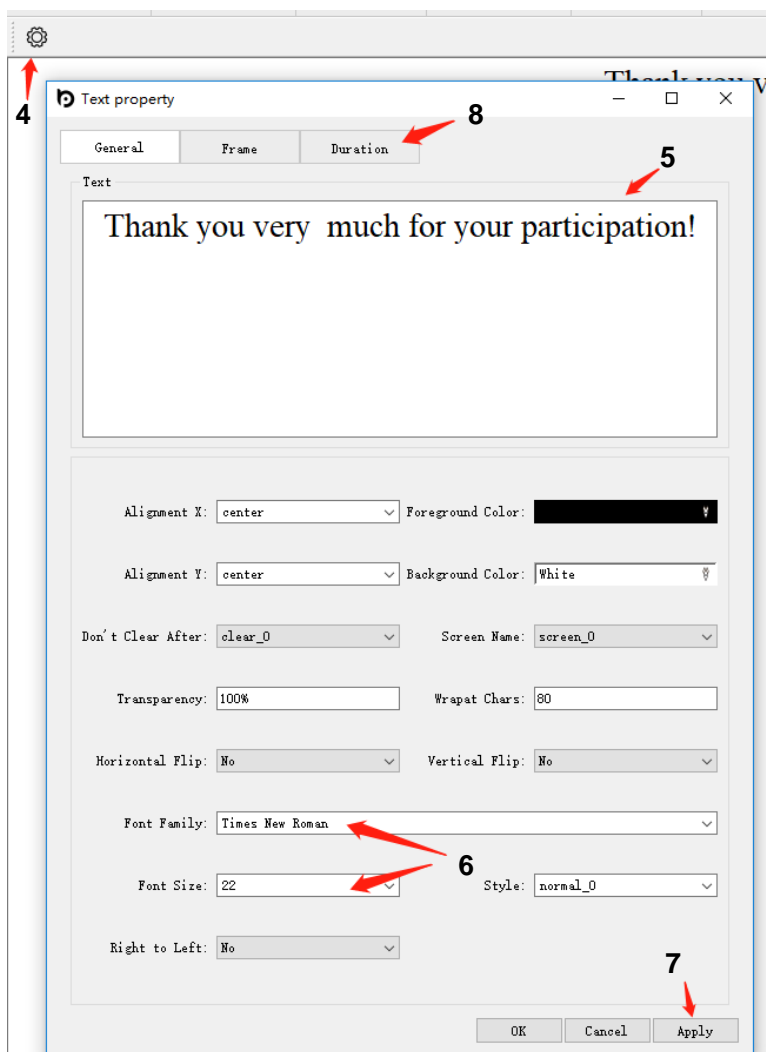 Thank you v
4
Text property
8
General Frame Duration
5
Text
Thank you very  much for your participation!
Alignment X: center Foreground Color:
Alignment Y: center Background Color: White
Don't Clear After: clear_0 Screen Name: screen_0
Transparency: 100% Wrapat Chars: 80
Horizontal Flip: No Vertical Flip: No
Font Family: Times New Roman
6
Font Size: 22 Style: normal_0
Right to Left: No
7
OK Cancel Apply